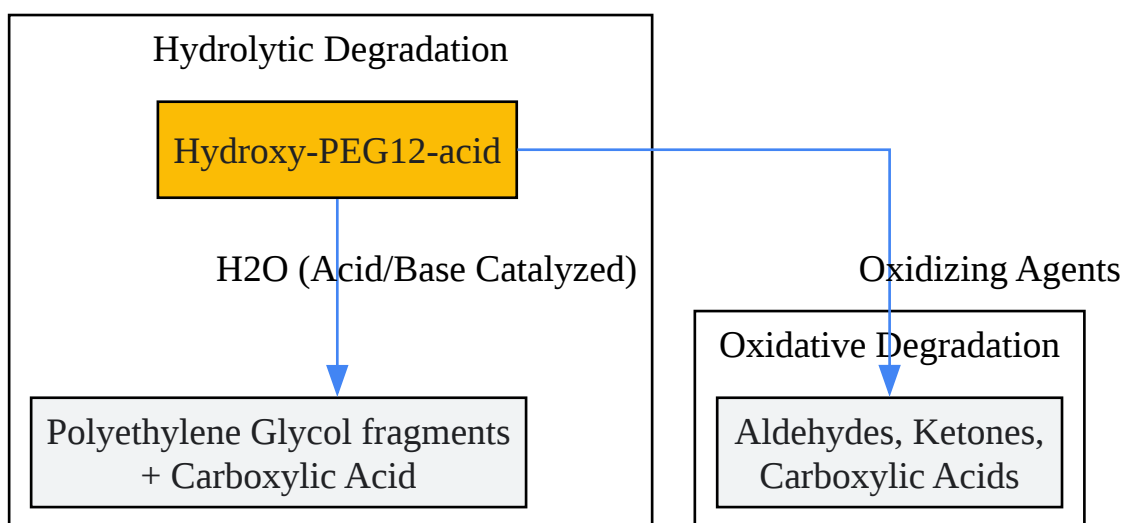 Hydrolytic Degradation
Hydroxy-PEG12-acid
H2O (Acid/Base Catalyzed)
Oxidizing Agents
Oxidative Degradation
Polyethylene Glycol fragments
+ Carboxylic Acid
Aldehydes, Ketones,
Carboxylic Acids